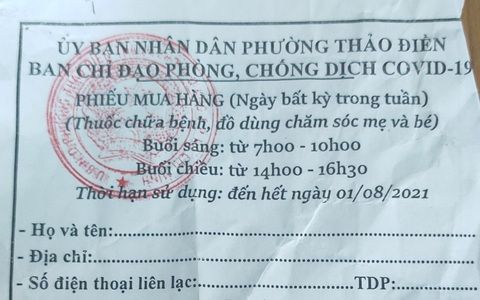 ỦY BAN NHÂN DÂN PHƯỜNG THẢO ĐIỀN
BAN CHỈ ĐẠO PHÒNG, CHỐNG DỊCH COVID-19
PHIẾU MUA HÀNG (Ngày bất kỳ trong tuần)
(Thuốc chữa bệnh, đồ dùng chăm sóc mẹ và bé)
Buổi sáng: từ 7h00 - 10h00
Buổi chiều: từ 14h00 - 16h30
Thời hạn sử dụng: đến hết ngày 01/08/2021
- Họ và tên:
- Địa chỉ:
- Số điện thoại liên lạc: TDP: